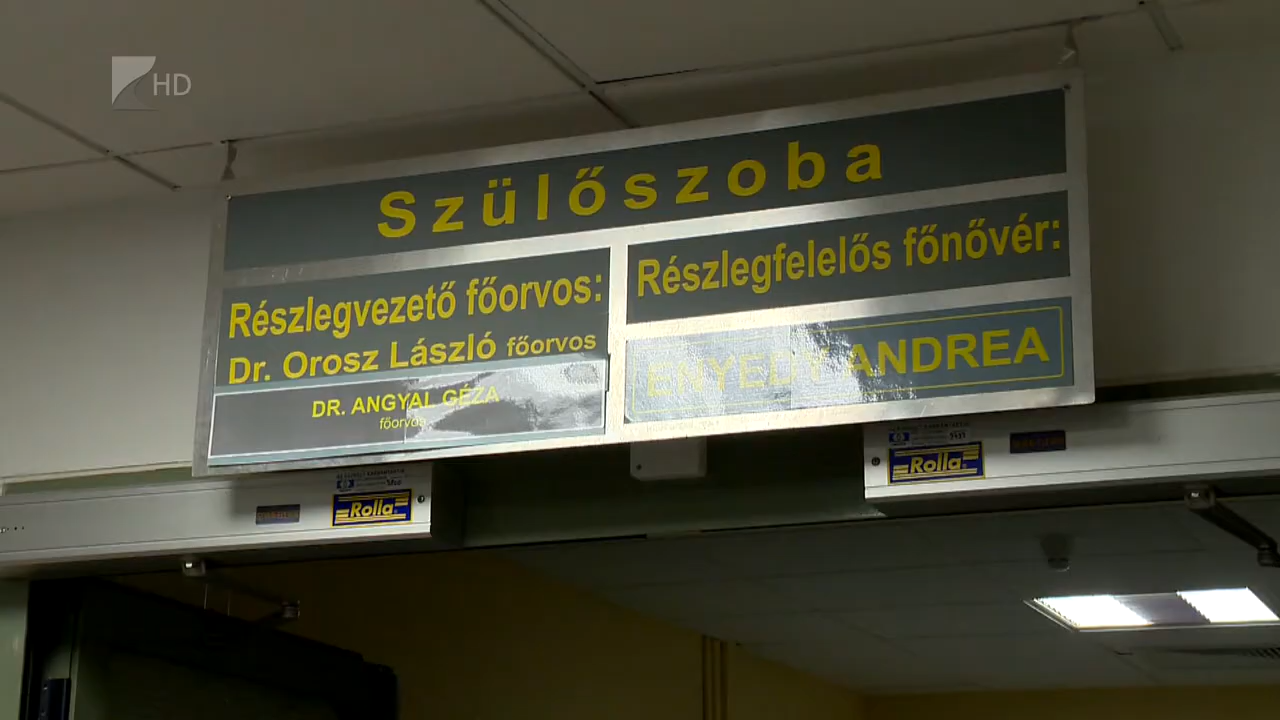 HD
Szülőszoba
Részlegvezető főorvos:
Dr. Orosz László főorvos
DR. ANGYAL GÉZA
főorvos
Részlegfelelős főnővér:
ENYEDY ANDREA
Rolla
Rolla